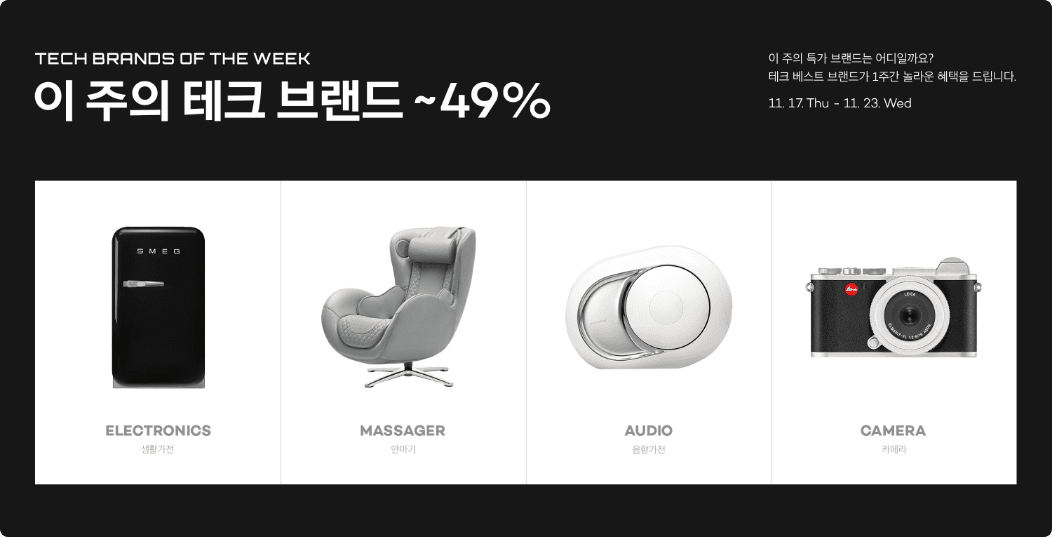 TECH BRANDS OF THE WEEK
이 주의 테크 브랜드 ~49%
이 주의 특가 브랜드는 어디일까요?
테크 베스트 브랜드가 1주간 놀라운 혜택을 드립니다.
11. 17. Thu - 11. 23. Wed
SMEG
ELECTRONICS
생활가전
MASSAGER
안마기
AUDIO
음향가전
Leica
LEICA
CAMERA
카메라